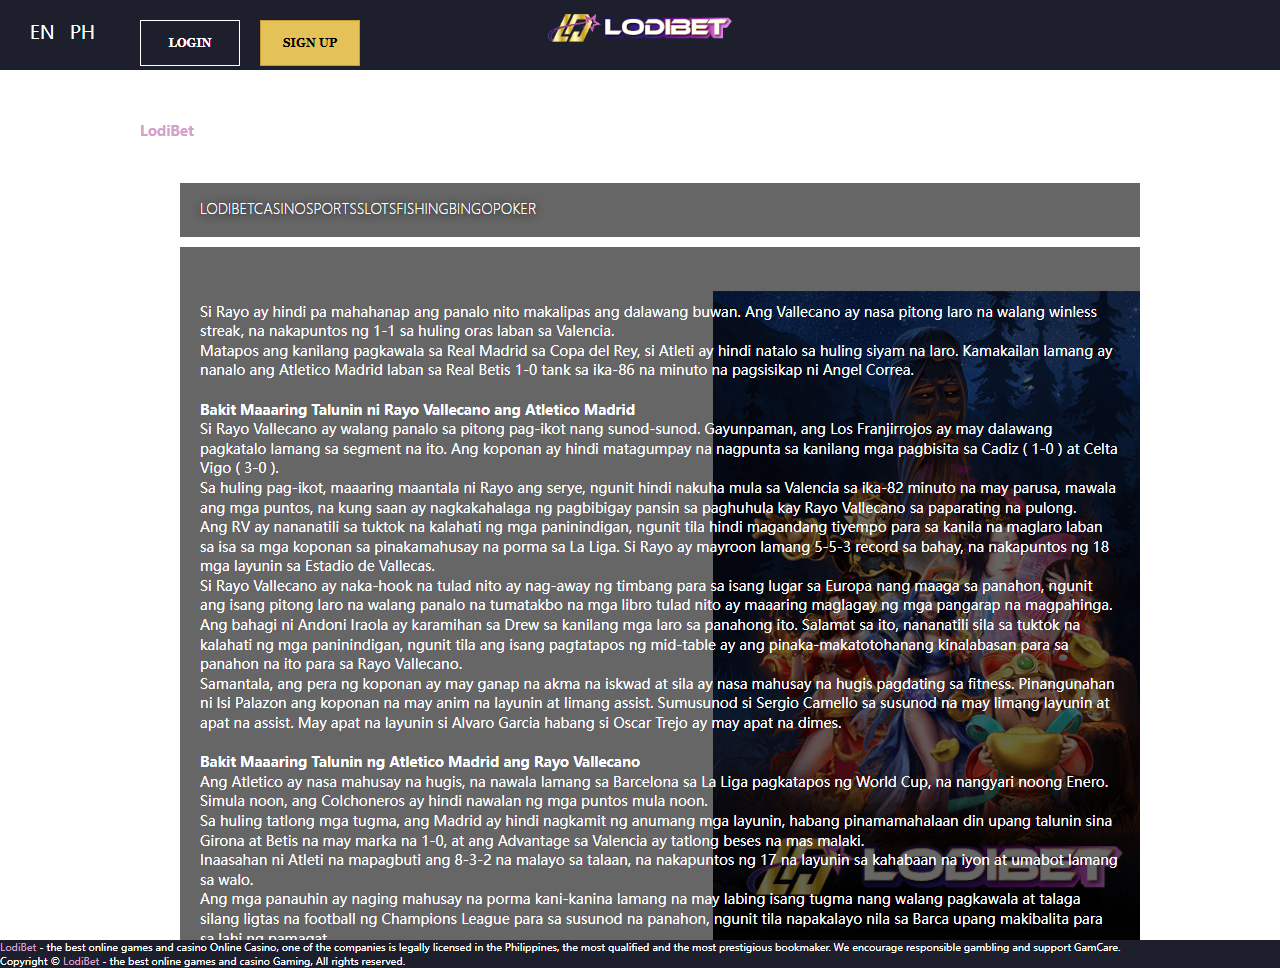 EN PH
LOGIN
SIGN UP
LODIBET
LodiBet
LODIBETCASINOSPORTSSLOTSFISHINGBINGOPOKER
Si Rayo ay hindi pa mahahanap ang panalo nito makalipas ang dalawang buwan. Ang Vallecano ay nasa pitong laro na walang winless
streak, na nakapuntos ng 1-1 sa huling oras laban sa Valencia.
Matapos ang kanilang pagkawala sa Real Madrid sa Copa del Rey, si Atleti ay hindi natalo sa huling siyam na laro. Kamakailan lamang ay
nanalo ang Atletico Madrid laban sa Real Betis 1-0 tank sa ika-86 na minuto na pagsisikap ni Angel Correa.
Bakit Maaaring Talunin ni Rayo Vallecano ang Atletico Madrid
Si Rayo Vallecano ay walang panalo sa pitong pag-ikot nang sunod-sunod. Gayunpaman, ang Los Franjirrojos ay may dalawang
pagkatalo lamang sa segment na ito. Ang koponan ay hindi matagumpay na nagpunta sa kanilang mga pagbisita sa Cadiz ( 1-0 ) at Celta
Vigo ( 3-0 ).
Sa huling pag-ikot, maaaring maantala ni Rayo ang serye, ngunit hindi nakuha mula sa Valencia sa ika-82 minuto na may parusa, mawala
ang mga puntos, na kung saan ay nagkakahalaga ng pagbibigay pansin sa paghuhula kay Rayo Vallecano sa paparating na pulong.
Ang RV ay nananatili sa tuktok na kalahati ng mga paninindigan, ngunit tila hindi magandang tiyempo para sa kanila na maglaro laban
sa isa sa mga koponan sa pinakamahusay na porma sa La Liga. Si Rayo ay mayroon lamang 5-5-3 record sa bahay, na nakapuntos ng 18
mga layunin sa Estadio de Vallecas.
Si Rayo Vallecano ay naka-hook na tulad nito ay nag-away ng timbang para sa isang lugar sa Europa nang maaga sa panahon, ngunit
ang isang pitong laro na walang panalo na tumatakbo na mga libro tulad nito ay maaaring maglagay ng mga pangarap na magpahinga.
Ang bahagi ni Andoni Iraola ay karamihan sa Drew sa kanilang mga laro sa panahong ito. Salamat sa ito, nananatili sila sa tuktok na
kalahati ng mga paninindigan, ngunit tila ang isang pagtatapos ng mid-table ay ang pinaka-makatotohanang kinalabasan para sa
panahon na ito para sa Rayo Vallecano.
Samantala, ang pera ng koponan ay may ganap na akma na iskwad at sila ay nasa mahusay na hugis pagdating sa fitness. Pinangunahan
ni Isi Palazon ang koponan na may anim na layunin at limang assist. Sumusunod si Sergio Camello sa susunod na may limang layunin at
apat na assist. May apat na layunin si Alvaro Garcia habang si Oscar Trejo ay may apat na dimes.
Bakit Maaaring Talunin ng Atletico Madrid ang Rayo Vallecano
Ang Atletico ay nasa mahusay na hugis, na nawala lamang sa Barcelona sa La Liga pagkatapos ng World Cup, na nangyari noong Enero.
Simula noon, ang Colchoneros ay hindi nawalan ng mga puntos mula noon.
Sa huling tatlong mga tugma, ang Madrid ay hindi nagkamit ng anumang mga layunin, habang pinamamahalaan din upang talunin sina
Girona at Betis na may marka na 1-0, at ang Advantage sa Valencia ay tatlong beses na mas malaki.
Inaasahan ni Atleti na mapagbuti ang 8-3-2 na malayo sa talaan, na nakapuntos ng 17 na layunin sa kahabaan na iyon at umabot lamang
sa walo.
Ang mga panauhin ay naging mahusay na porma kani-kanina lamang na may labing isang tugma nang walang pagkawala at talaga
silang ligtas na football ng Champions League para sa susunod na panahon, ngunit tila napakalayo nila sa Barca upang makibalita para
sa lahi ng pamagat.
LODIBET
LodiBet - the best online games and casino Online Casino, one of the companies is legally licensed in the Philippines, the most qualified and the most prestigious bookmaker. We encourage responsible gambling and support GamCare.
Copyright © LodiBet - the best online games and casino Gaming, All rights reserved.